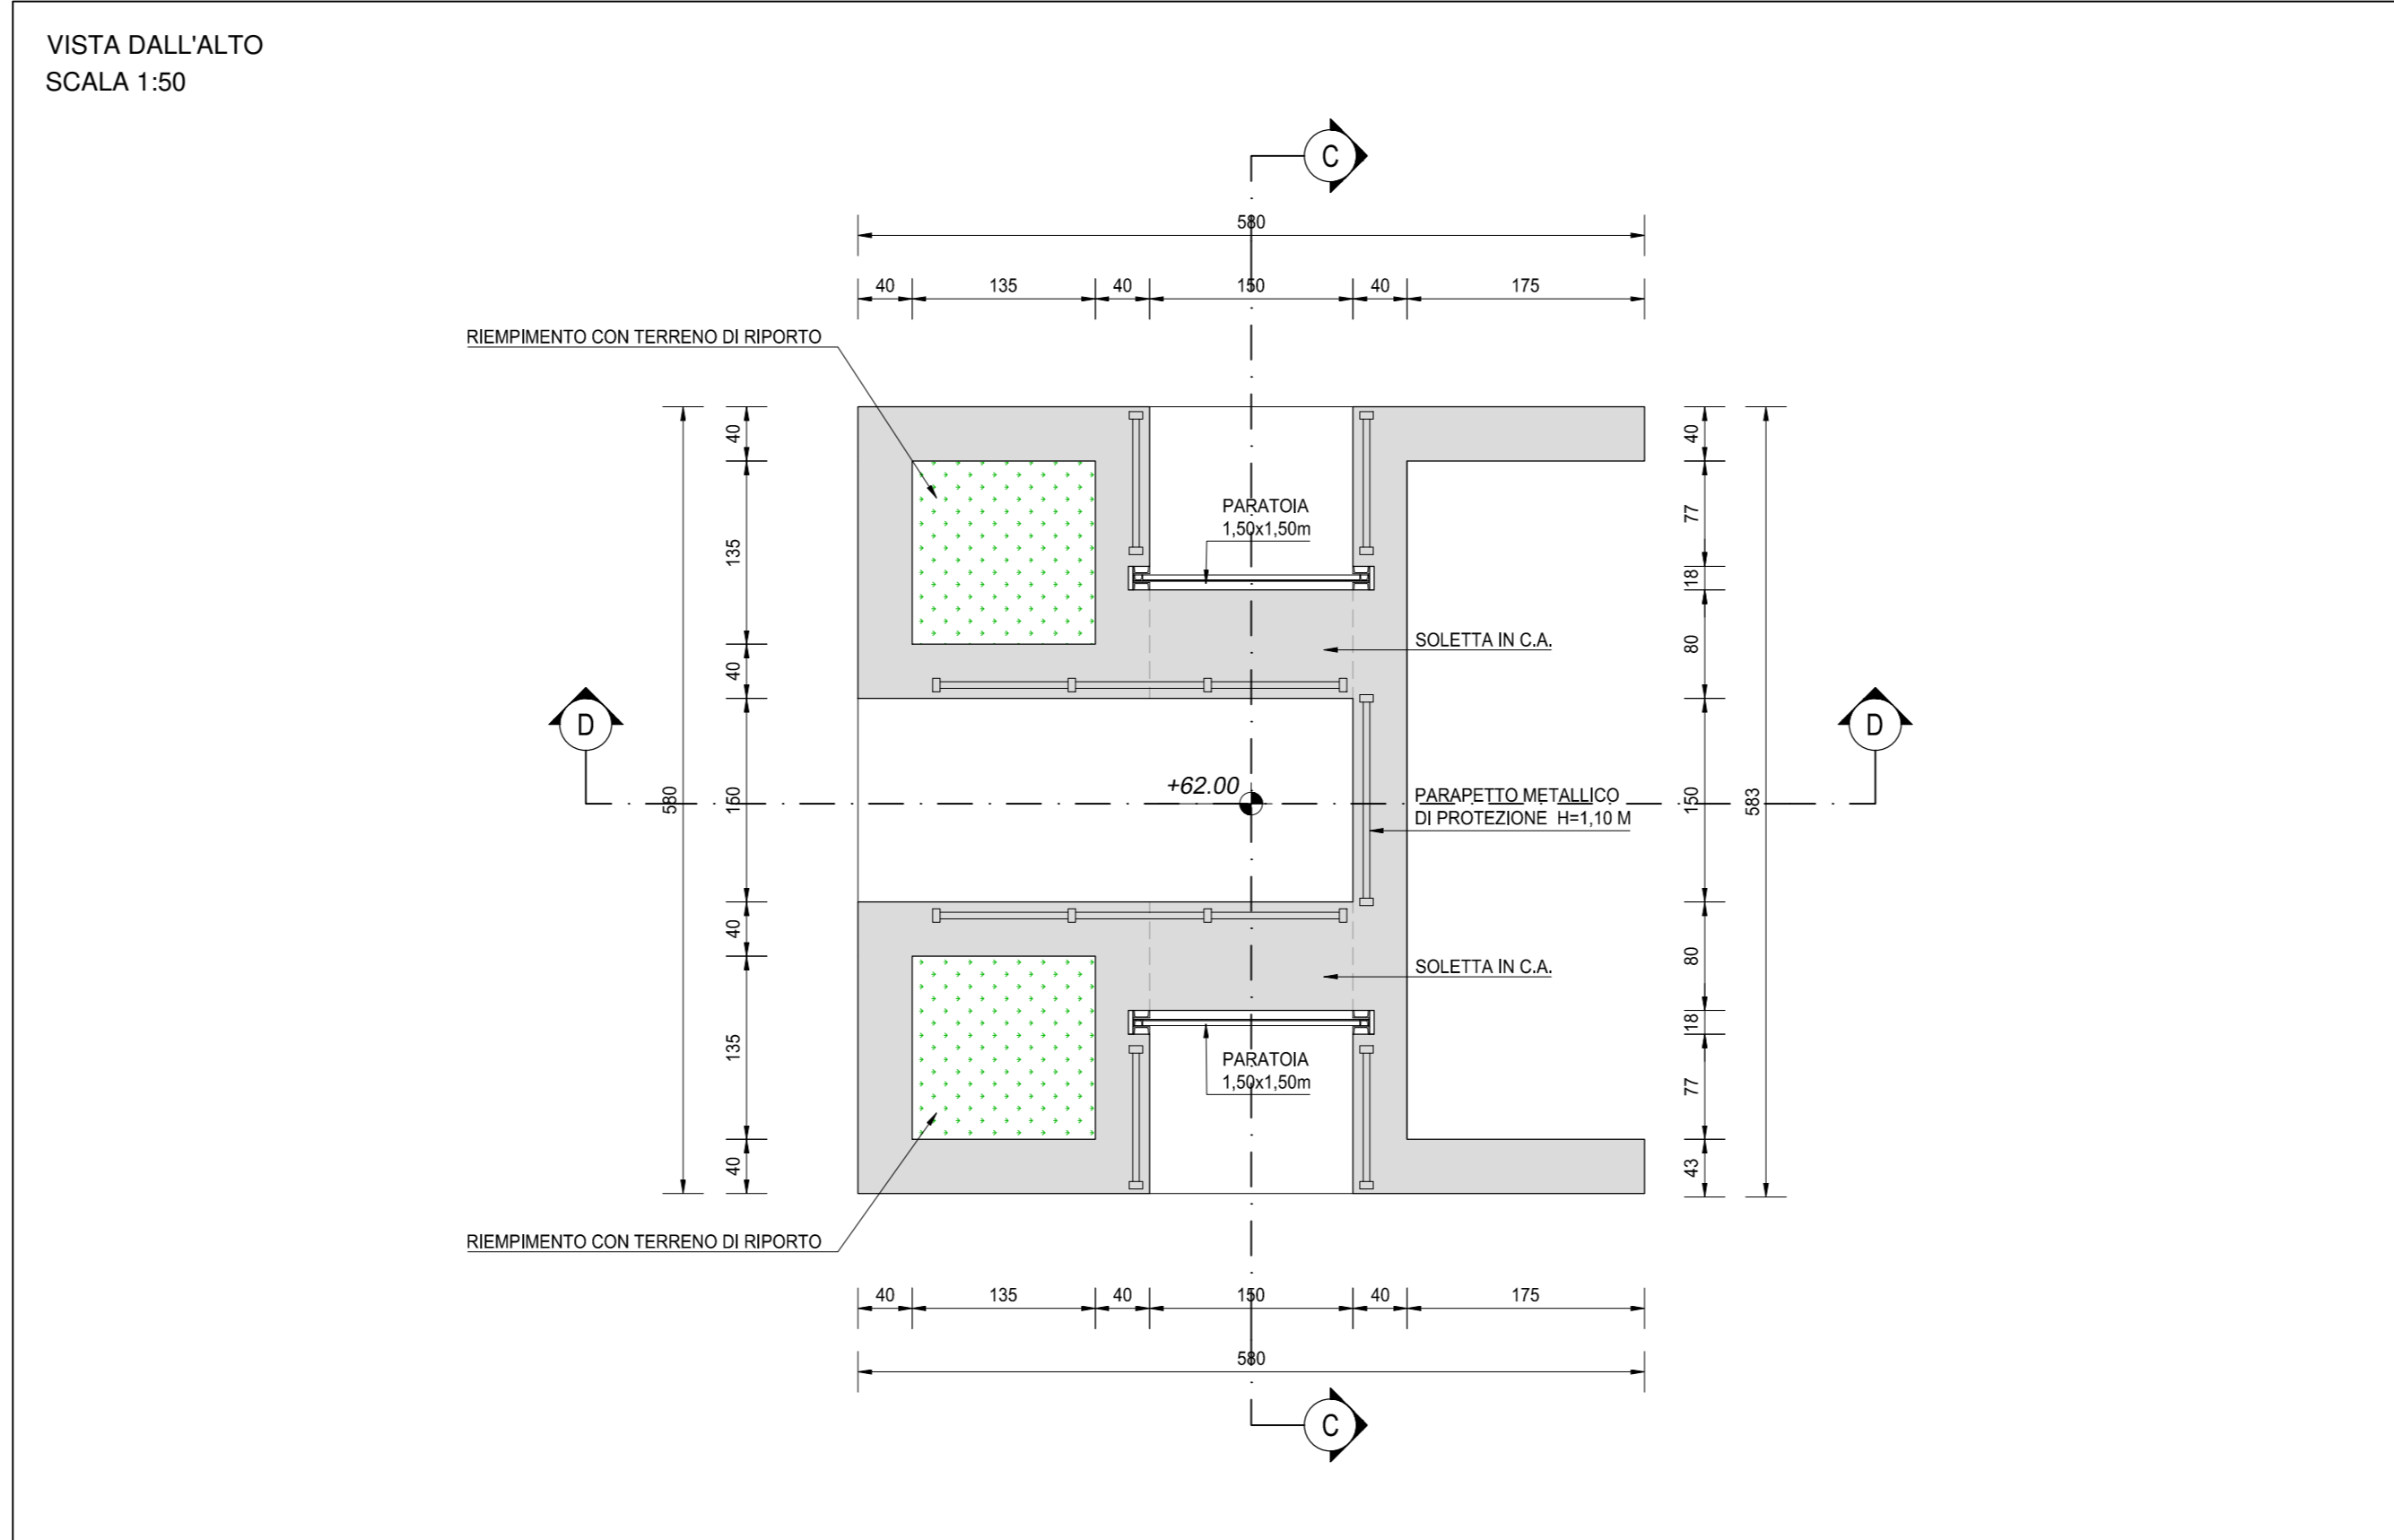 VISTA DALL'ALTO
SCALA 1:50
C
580
40 135 40 150 40 175
RIEMPIMENTO CON TERRENO DI RIPORTO
40
135
40
150
40
135
40
580
PARATOIA
1,50x1,50m
SOLETTA IN C.A.
D
D
+62.00
PARAPETTO METALLICO
DI PROTEZIONE H=1,10 M
SOLETTA IN C.A.
PARATOIA
1,50x1,50m
40
77
18
80
150
80
18
77
43
583
RIEMPIMENTO CON TERRENO DI RIPORTO
40 135 40 150 40 175
580
C